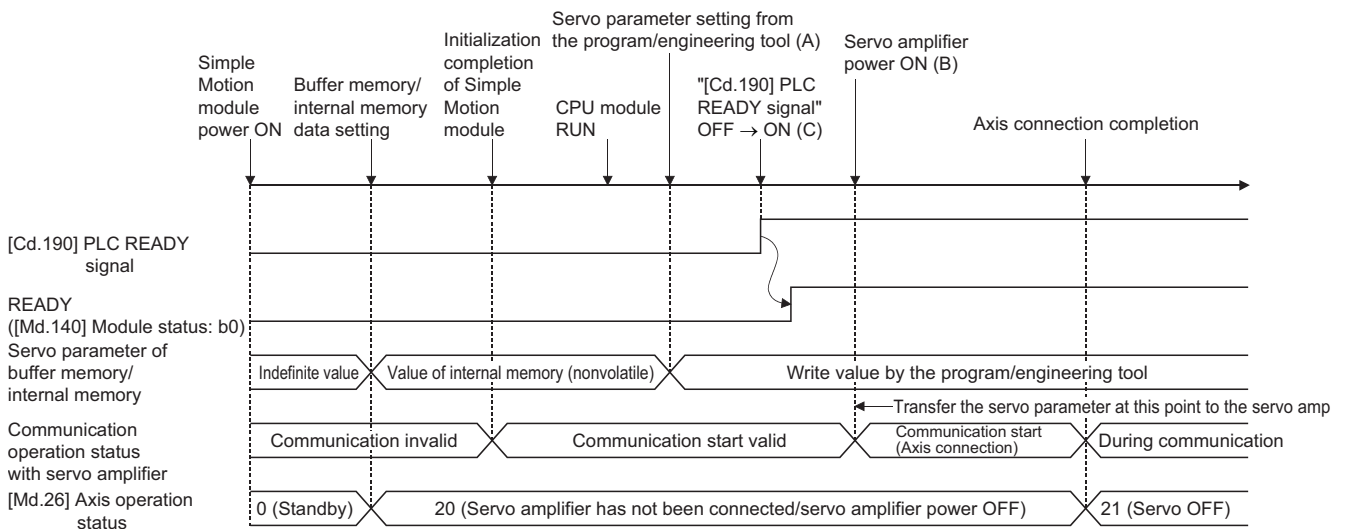 Servo parameter setting from
the program/engineering tool (A)
Simple
Motion
module
power ON
Buffer memory/
internal memory
data setting
Initialization
completion
of Simple
Motion
module
CPU module
RUN
"[Cd.190] PLC
READY signal"
OFF → ON (C)
Servo amplifier
power ON (B)
Axis connection completion
[Cd.190] PLC READY
signal
READY
([Md.140] Module status: b0)
Servo parameter of
buffer memory/
internal memory
Indefinite value
Value of internal memory (nonvolatile)
Write value by the program/engineering tool
Transfer the servo parameter at this point to the servo amp
Communication
operation status
with servo amplifier
Communication invalid
Communication start valid
Communication start
(Axis connection)
During communication
[Md.26] Axis operation
status
0 (Standby)
20 (Servo amplifier has not been connected/servo amplifier power OFF)
21 (Servo OFF)